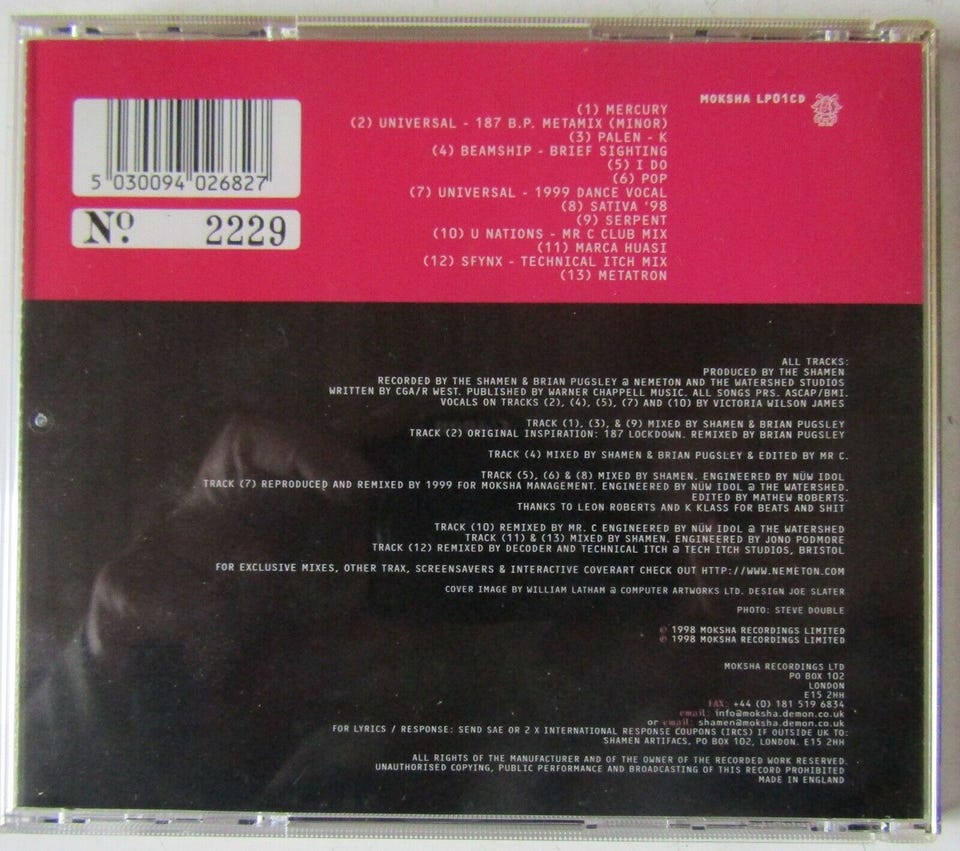 MOKSHA LP01CD
(1) MERCURY
(2) UNIVERSAL - 187 B.P. METAMIX (MINOR)
(3) PALEN - K
(4) BEAMSHIP - BRIEF SIGHTING
(5) I DO
(6) POP
(7) UNIVERSAL - 1999 DANCE VOCAL
(8) SATIVA '98
(9) SERPENT
(10) U NATIONS - MR C CLUB MIX
(11) MARCA HUASI
(12) SFYNX - TECHNICAL ITCH MIX
(13) METATRON
5 030094 026827
Nº. 2229
ALL TRACKS:
PRODUCED BY THE SHAMEN
RECORDED BY THE SHAMEN & BRIAN PUGSLEY @ NEMETON AND THE WATERSHED STUDIOS
WRITTEN BY CGA/R WEST. PUBLISHED BY WARNER CHAPPELL MUSIC. ALL SONGS PRS. ASCAP/BMI.
VOCALS ON TRACKS (2), (4), (5), (7) AND (10) BY VICTORIA WILSON JAMES
TRACK (1), (3), & (9) MIXED BY SHAMEN & BRIAN PUGSLEY
TRACK (2) ORIGINAL INSPIRATION: 187 LOCKDOWN. REMIXED BY BRIAN PUGSLEY
TRACK (4) MIXED BY SHAMEN & BRIAN PUGSLEY & EDITED BY MR C.
TRACK (5), (6) & (8) MIXED BY SHAMEN. ENGINEERED BY NÜW IDOL
TRACK (7) REPRODUCED AND REMIXED BY 1999 FOR MOKSHA MANAGEMENT. ENGINEERED BY NÜW IDOL @ THE WATERSHED.
EDITED BY MATHEW ROBERTS.
THANKS TO LEON ROBERTS AND K KLASS FOR BEATS AND SHIT
TRACK (10) REMIXED BY MR. C ENGINEERED BY NÜW IDOL @ THE WATERSHED
TRACK (11) & (13) MIXED BY SHAMEN. ENGINEERED BY JONO PODMORE
TRACK (12) REMIXED BY DECODER AND TECHNICAL ITCH @ TECH ITCH STUDIOS, BRISTOL
FOR EXCLUSIVE MIXES, OTHER TRAX, SCREENSAVERS & INTERACTIVE COVERART CHECK OUT HTTP://WWW.NEMETON.COM
COVER IMAGE BY WILLIAM LATHAM @ COMPUTER ARTWORKS LTD. DESIGN JOE SLATER
PHOTO: STEVE DOUBLE
℗ 1998 MOKSHA RECORDINGS LIMITED
© 1998 MOKSHA RECORDINGS LIMITED
MOKSHA RECORDINGS LTD
PO BOX 102
LONDON
E15 2HH
FAX: +44 (0) 181 519 6834
email: info@moksha.demon.co.uk
or email: shamen@moksha.demon.co.uk
FOR LYRICS / RESPONSE: SEND SAE OR 2 X INTERNATIONAL RESPONSE COUPONS (IRCS) IF OUTSIDE UK TO:
SHAMEN ARTIFACS, PO BOX 102, LONDON. E15 2HH
ALL RIGHTS OF THE MANUFACTURER AND OF THE OWNER OF THE RECORDED WORK RESERVED.
UNAUTHORISED COPYING, PUBLIC PERFORMANCE AND BROADCASTING OF THIS RECORD PROHIBITED
MADE IN ENGLAND